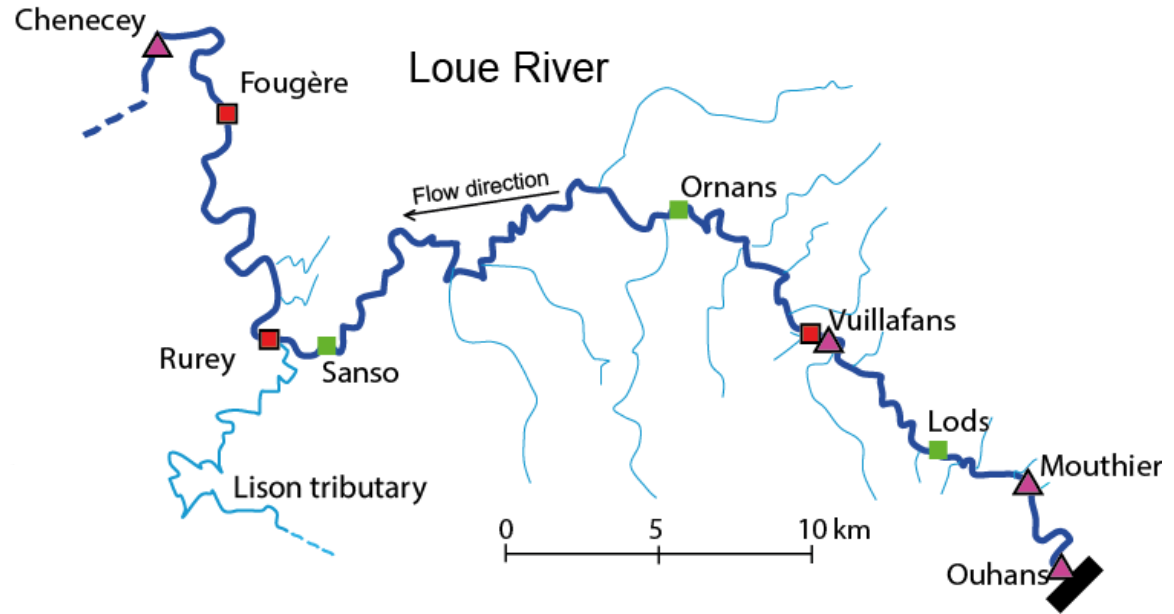 Chenecey
Loue River
Fougère
Flow direction
Ornans
Vuillafans
Rurey
Sanso
Lods
Mouthier
Lison tributary
0 5 10 km
Ouhans